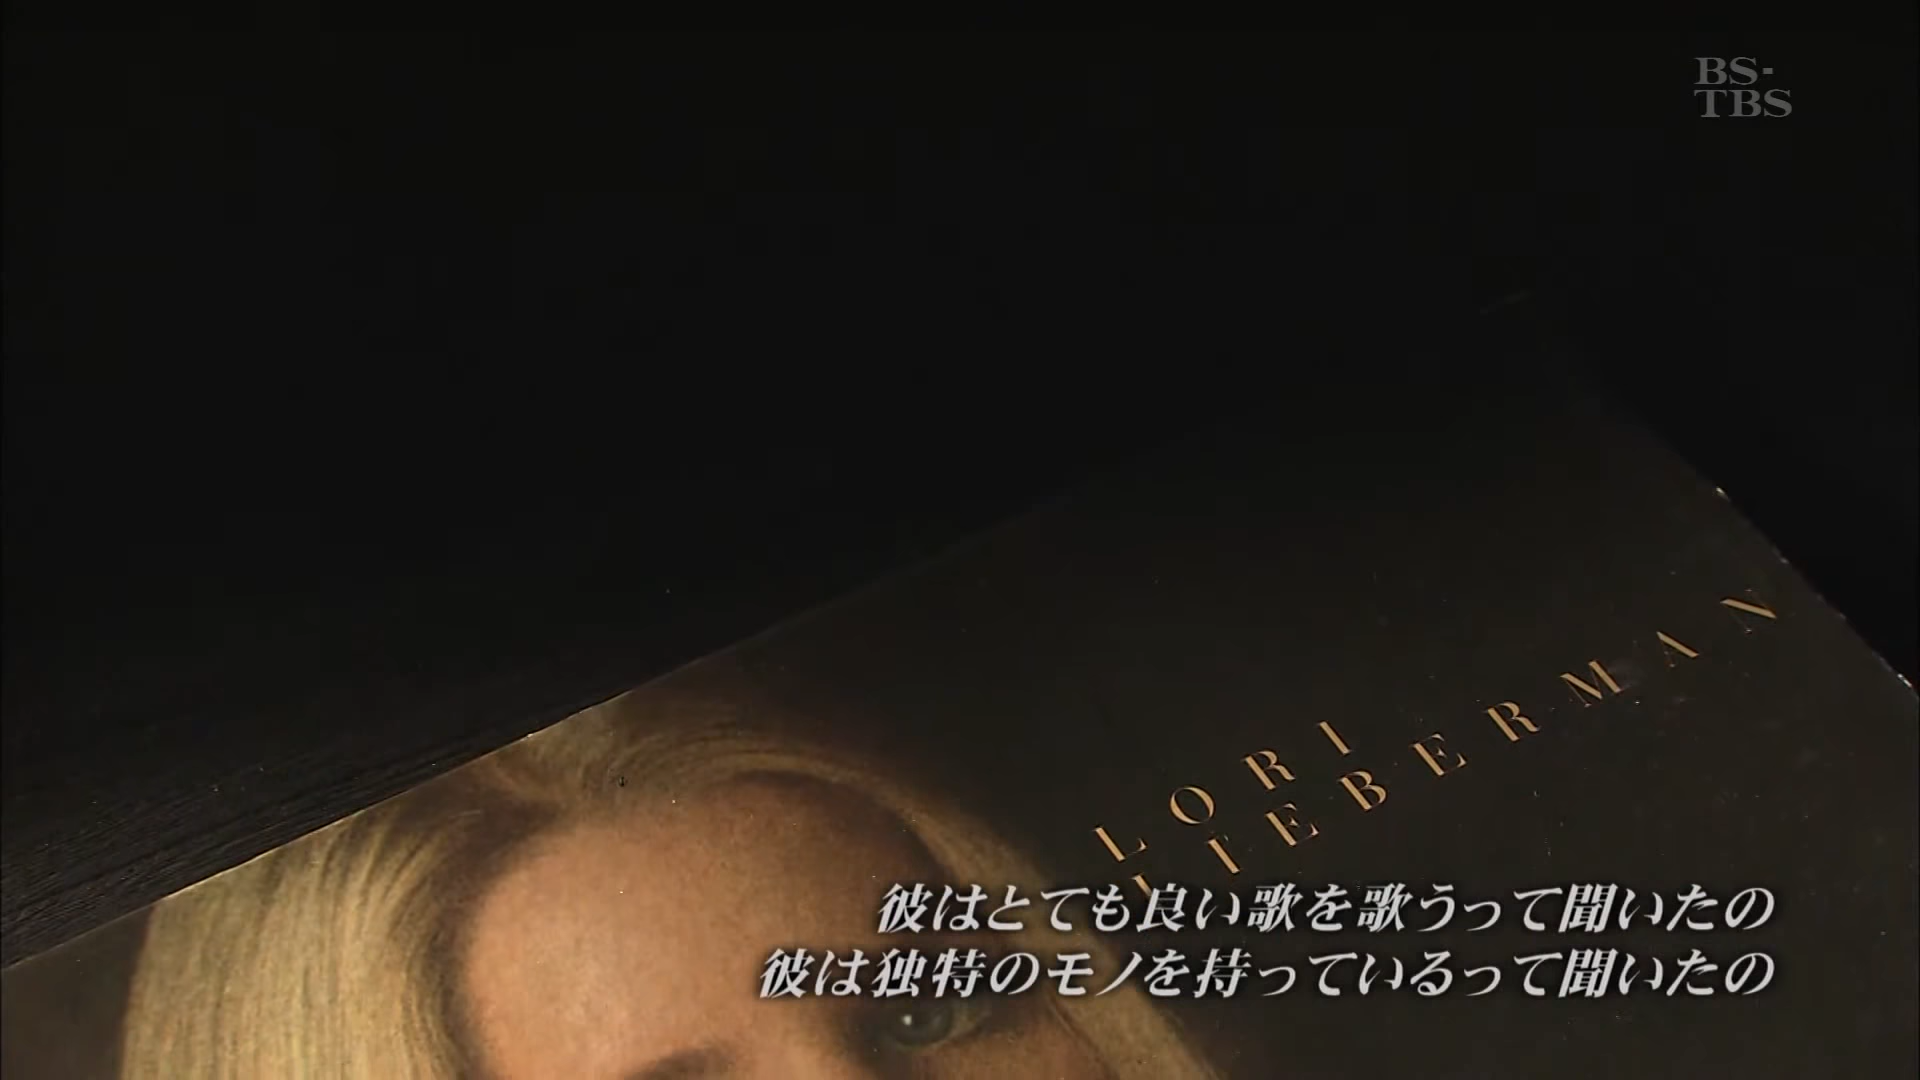 BS-
TBS
LORI
LIEBERMAN
彼はとても良い歌を歌うって聞いたの
彼は独特のモノを持っているって聞いたの